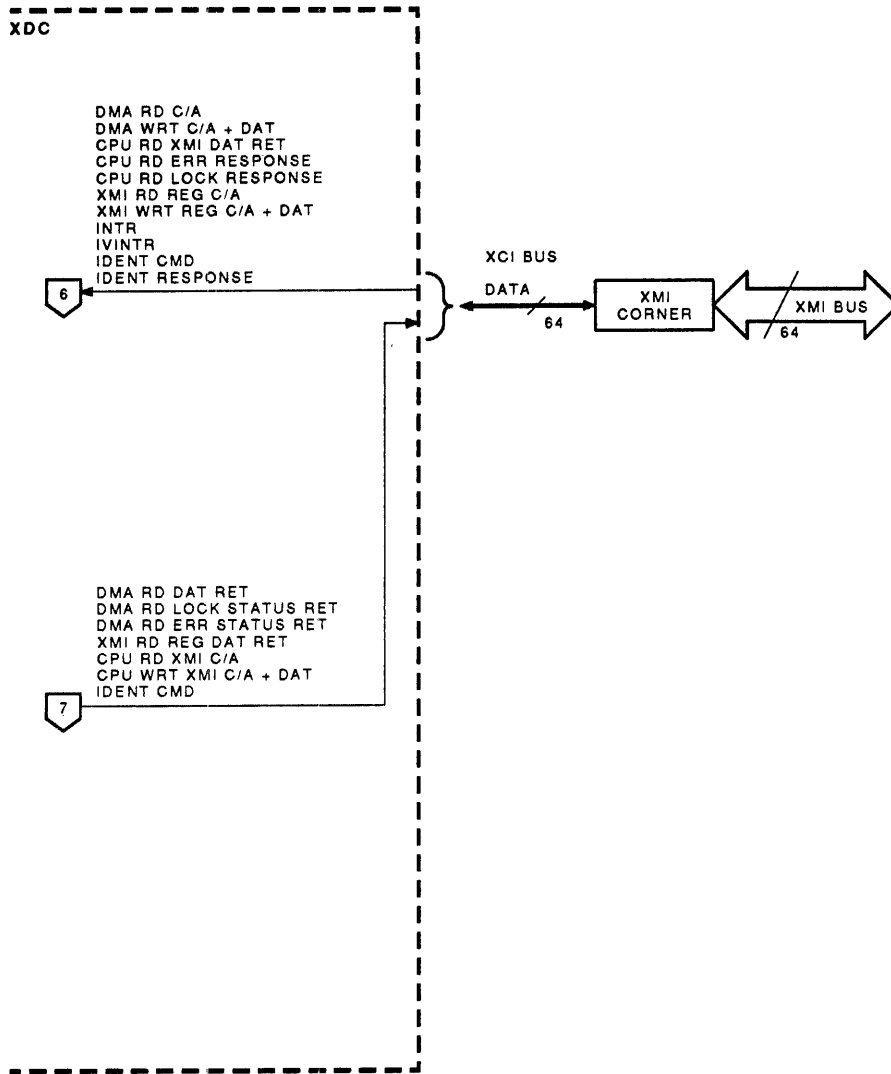 XDC
DMA RD C/A
DMA WRT C/A + DAT
CPU RD XMI DAT RET
CPU RD ERR RESPONSE
CPU RD LOCK RESPONSE
XMI RD REG C/A
XMI WRT REG C/A + DAT
INTR
IVINTR
IDENT CMD
IDENT RESPONSE
6
XCI BUS
DATA
64
XMI
CORNER
XMI BUS
64
DMA RD DAT RET
DMA RD LOCK STATUS RET
DMA RD ERR STATUS RET
XMI RD REG DAT RET
CPU RD XMI C/A
CPU WRT XMI C/A + DAT
IDENT CMD
7